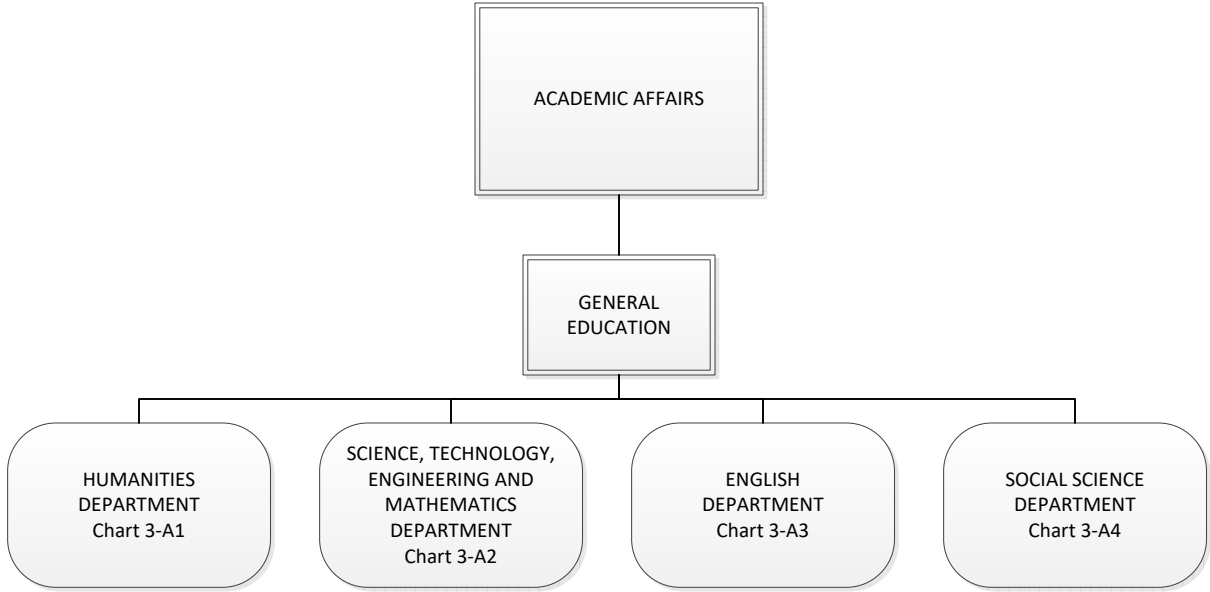 ACADEMIC AFFAIRS
GENERAL
EDUCATION
HUMANITIES
DEPARTMENT
Chart 3-A1
SCIENCE, TECHNOLOGY,
ENGINEERING AND
MATHEMATICS
DEPARTMENT
Chart 3-A2
ENGLISH
DEPARTMENT
Chart 3-A3
SOCIAL SCIENCE
DEPARTMENT
Chart 3-A4